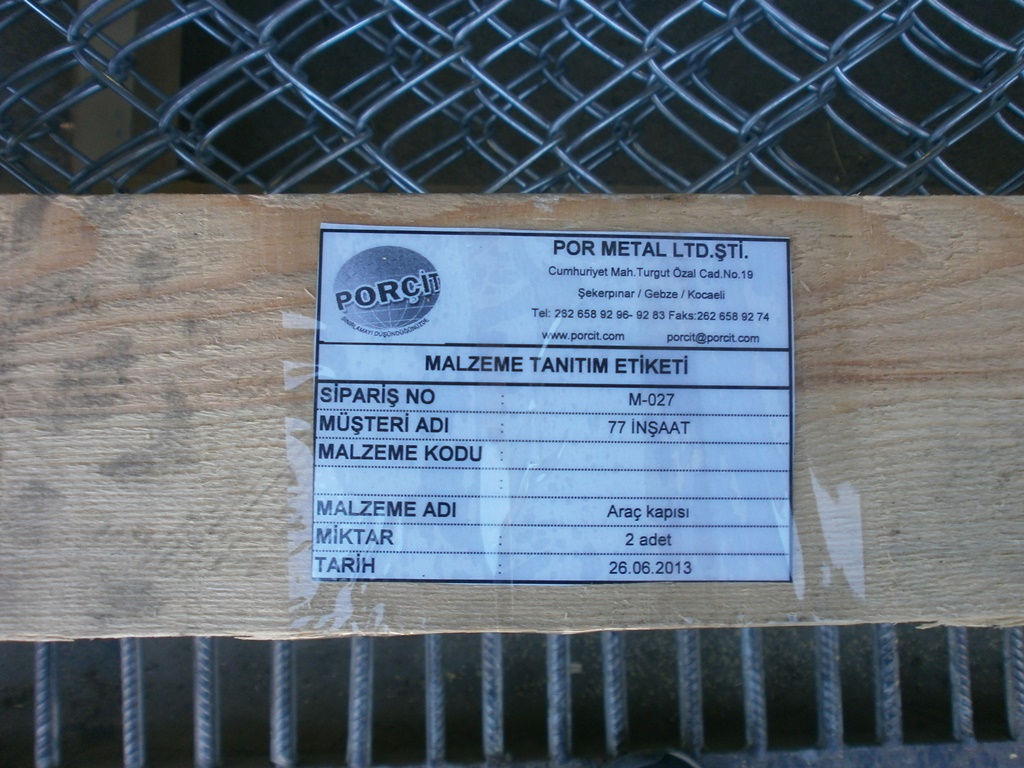 PORÇİT
SINIRLAMAYI DÜŞÜNDÜĞÜNÜZDE
POR METAL LTD.ŞTİ.
Cumhuriyet Mah.Turgut Özal Cad.No.19
Şekerpınar / Gebze / Kocaeli
Tel: 262 658 92 96- 92 83 Faks:262 658 92 74
www.porcit.com porcit@porcit.com
MALZEME TANITIM ETİKETİ
SİPARİŞ NO : M-027
MÜŞTERİ ADI : 77 İNŞAAT
MALZEME KODU :
:
MALZEME ADI : Araç kapısı
MİKTAR : 2 adet
TARİH : 26.06.2013